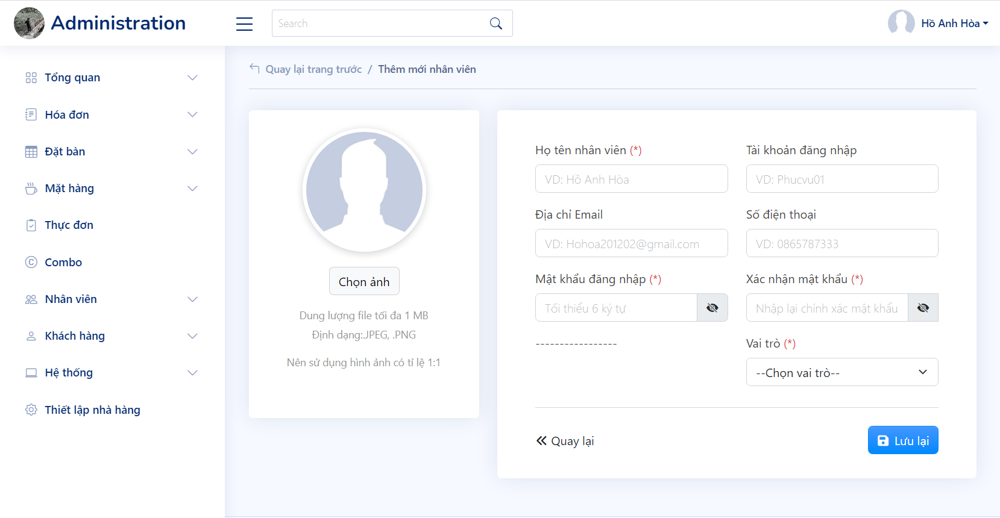 Administration
Search
Hồ Anh Hòa
Tổng quan
Hóa đơn
Đặt bàn
Mặt hàng
Thực đơn
Combo
Nhân viên
Khách hàng
Hệ thống
Thiết lập nhà hàng
Quay lại trang trước / Thêm mới nhân viên
Chọn ảnh
Dung lượng file tối đa 1 MB
Định dạng:.JPEG, .PNG
Nên sử dụng hình ảnh có tỉ lệ 1:1
Họ tên nhân viên (*)
VD: Hồ Anh Hòa
Tài khoản đăng nhập
VD: Phucvu01
Địa chỉ Email
VD: Hohoa201202@gmail.com
Số điện thoại
VD: 0865787333
Mật khẩu đăng nhập (*)
Tối thiểu 6 ký tự
Xác nhận mật khẩu (*)
Nhập lại chính xác mật khẩu
-----------------
Vai trò (*)
--Chọn vai trò--
Quay lại
Lưu lại